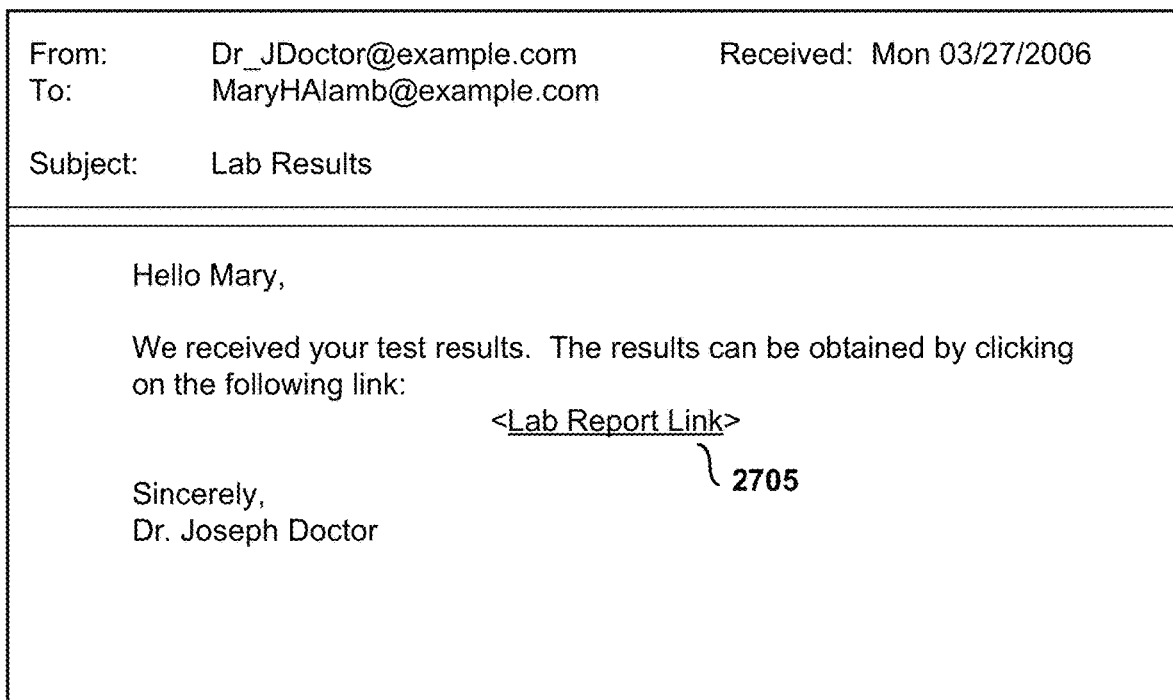 From: Dr_JDoctor@example.com Received: Mon 03/27/2006
To: MaryHAlamb@example.com
Subject: Lab Results
Hello Mary,
We received your test results. The results can be obtained by clicking
on the following link:
<Lab Report Link>
2705
Sincerely,
Dr. Joseph Doctor